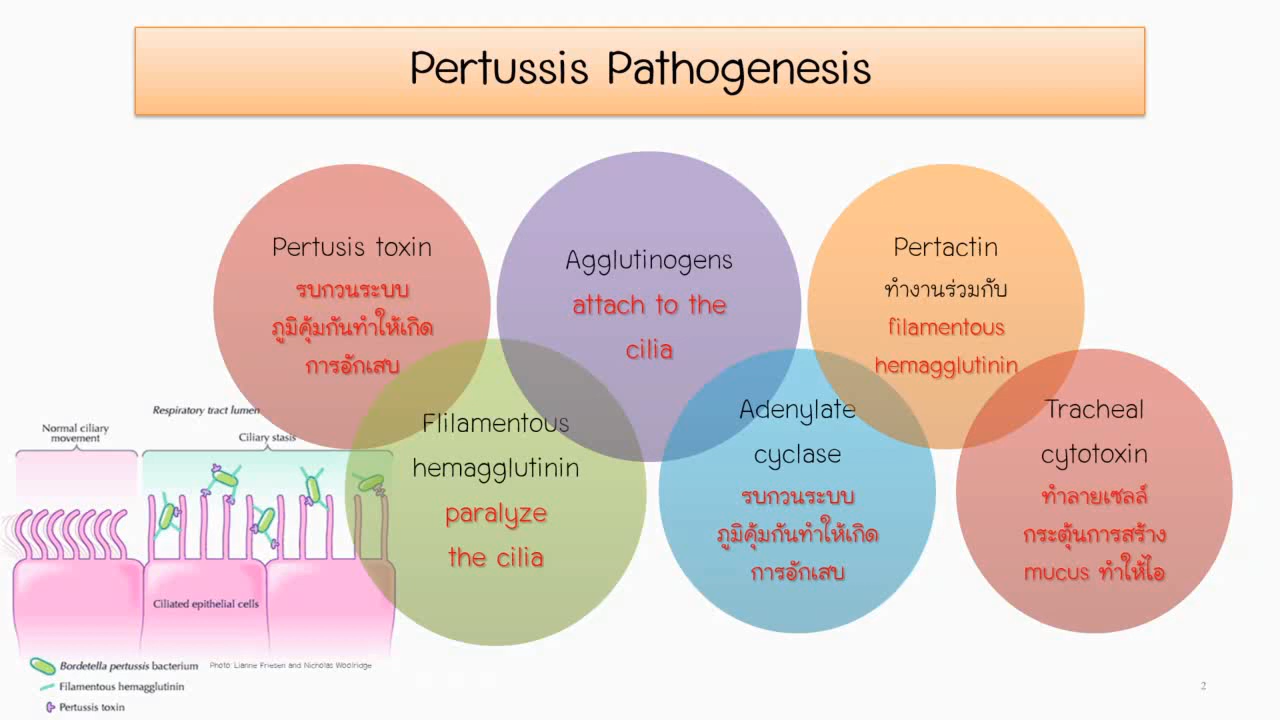 Pertussis Pathogenesis
Pertusis toxin
รบกวนระบบ
ภูมิคุ้มกันทำให้เกิด
การอักเสบ
Agglutinogens
attach to the
cilia
Pertactin
ทำงานร่วมกับ
filamentous
hemagglutinin
Flilamentous
hemagglutinin
paralyze
the cilia
Adenylate
cyclase
รบกวนระบบ
ภูมิคุ้มกันทำให้เกิด
การอักเสบ
Tracheal
cytotoxin
ทำลายเซลล์
กระตุ้นการสร้าง
mucus ทำให้ไอ
Respiratory tract lumen
Normal ciliary
movement
Ciliary stasis
Ciliated epithelial cells
Bordetella pertussis bacterium
Photo: Lianne Friesen and Nicholas Woolridge
Filamentous hemagglutinin
Pertussis toxin
2